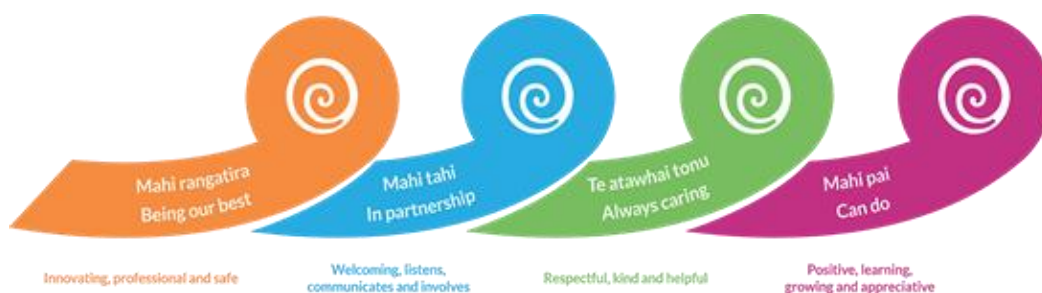 Mahi rangatira
Being our best
Mahi tahi
In partnership
Te atawhai tonu
Always caring
Mahi pai
Can do
Innovating, professional and safe
Welcoming, listens,
communicates and involves
Respectful, kind and helpful
Positive, learning,
growing and appreciative